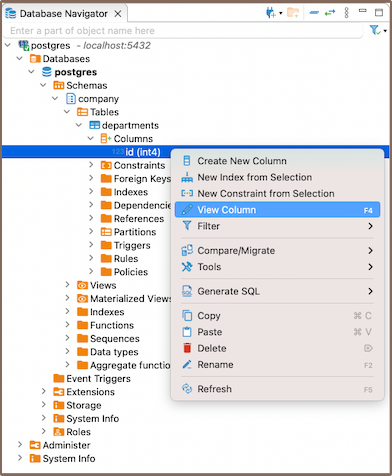 Database Navigator
Enter a part of object name here
postgres - localhost:5432
Databases
postgres
Schemas
company
Tables
departments
Columns
123 id (int4)
Constraints
Foreign Keys
Indexes
Dependencie
References
Partitions
Triggers
Rules
Policies
Views
Materialized Views
Indexes
Functions
Sequences
Data types
Aggregate function
Event Triggers
Extensions
Storage
System Info
Roles
Administer
System Info
Create New Column
New Index from Selection
New Constraint from Selection
View Column F4
Filter
Compare/Migrate
Tools
Generate SQL
Copy ⌘ C
Paste ⌘ V
Delete ⌦
Rename F2
Refresh F5